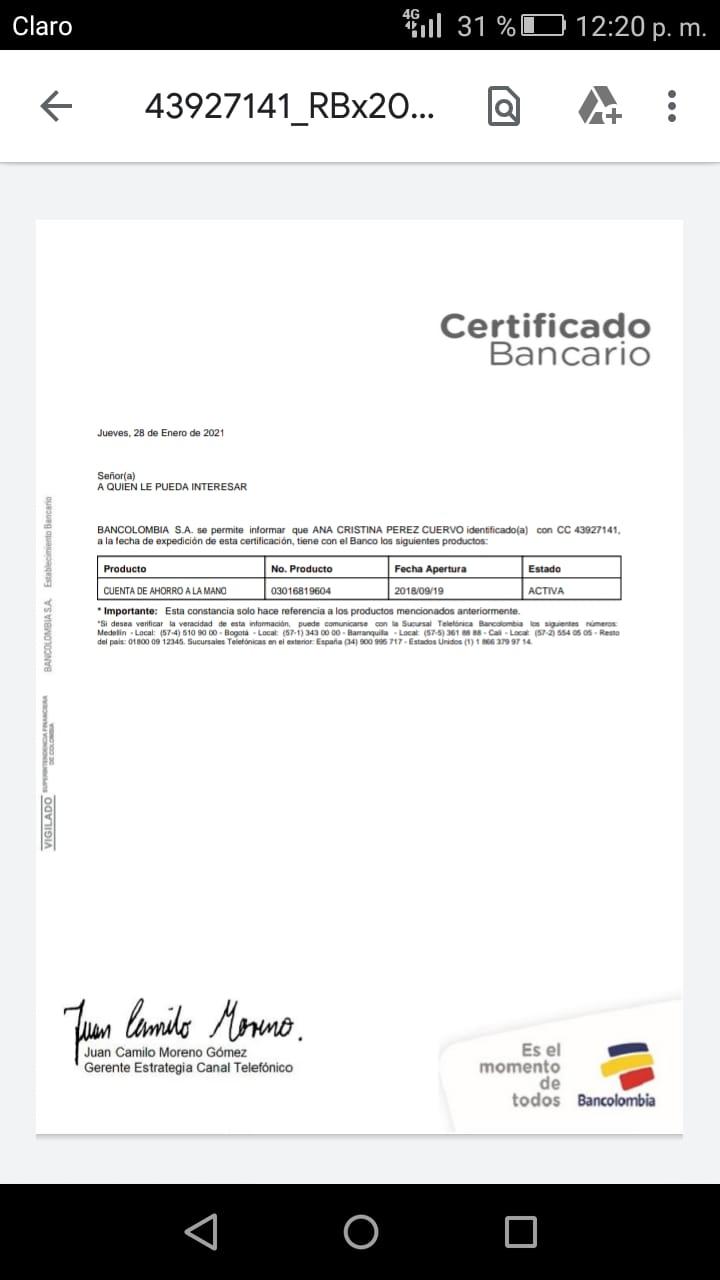 Claro 4G 31 % 12:20 p. m.
43927141_RBx20...
Certificado
Bancario
Jueves, 28 de Enero de 2021
Señor(a)
A QUIEN LE PUEDA INTERESAR
BANCOLOMBIA S.A. se permite informar que ANA CRISTINA PEREZ CUERVO identificado(a) con CC 43927141,
a la fecha de expedición de esta certificación, tiene con el Banco los siguientes productos:
Producto No. Producto Fecha Apertura Estado
CUENTA DE AHORRO A LA MANO 03016819604 2018/09/19 ACTIVA
* Importante: Esta constancia solo hace referencia a los productos mencionados anteriormente.
*Si desea verificar la veracidad de esta información, puede comunicarse con la Sucursal Telefónica Bancolombia los siguientes números:
Medellín - Local: (57-4) 510 90 00 - Bogotá - Local: (57-1) 343 00 00 - Barranquilla - Local: (57-5) 361 88 88 - Cali - Local: (57-2) 554 05 05 - Resto
del país: 01800 09 12345. Sucursales Telefónicas en el exterior: España (34) 900 995 717 - Estados Unidos (1) 1 866 379 97 14.
BANCOLOMBIA S.A. Establecimiento Bancario
VIGILADO SUPERINTENDENCIA FINANCIERA
DE COLOMBIA
Juan Camilo Moreno.
Juan Camilo Moreno Gómez
Gerente Estrategia Canal Telefónico
Es el
momento
de
todos
Bancolombia